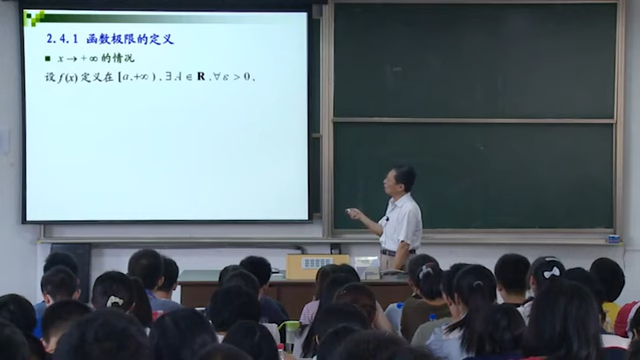 2.4.1 函数极限的定义
■ x → +∞ 的情况
设 f(x) 定义在 [a,+∞), ∃A ∈ R, ∀ε > 0,